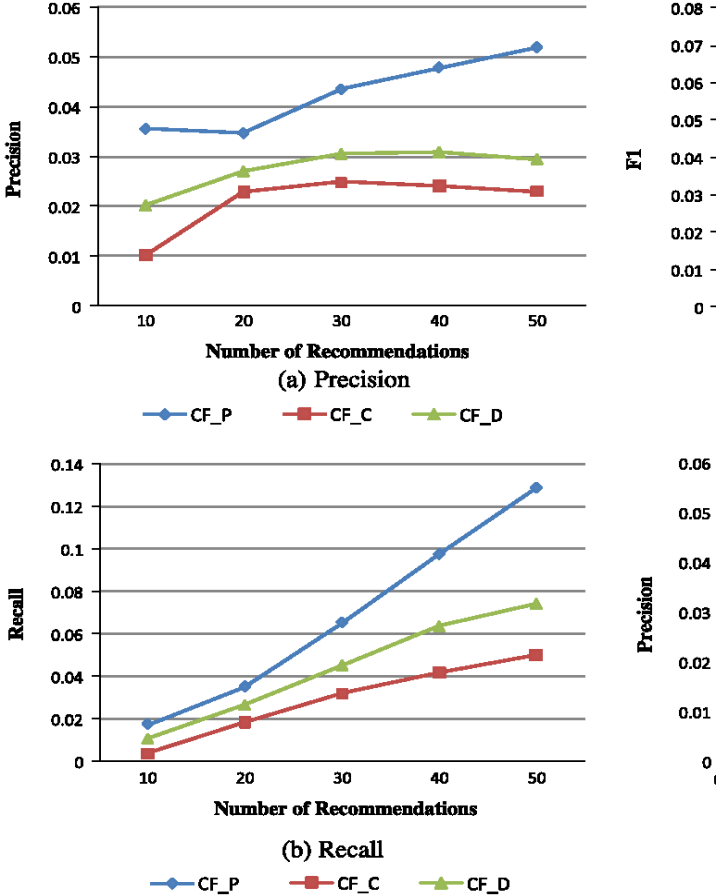 0.06
0.05
0.04
0.03
0.02
0.01
0
Precision
10 20 30 40 50
Number of Recommendations
(a) Precision
CF_P CF_C CF_D
0.08
0.07
0.06
0.05
0.04
0.03
0.02
0.01
0
F1
0.14
0.12
0.1
0.08
0.06
0.04
0.02
0
Recall
10 20 30 40 50
Number of Recommendations
(b) Recall
CF_P CF_C CF_D
0.06
0.05
0.04
0.03
0.02
0.01
0
Precision